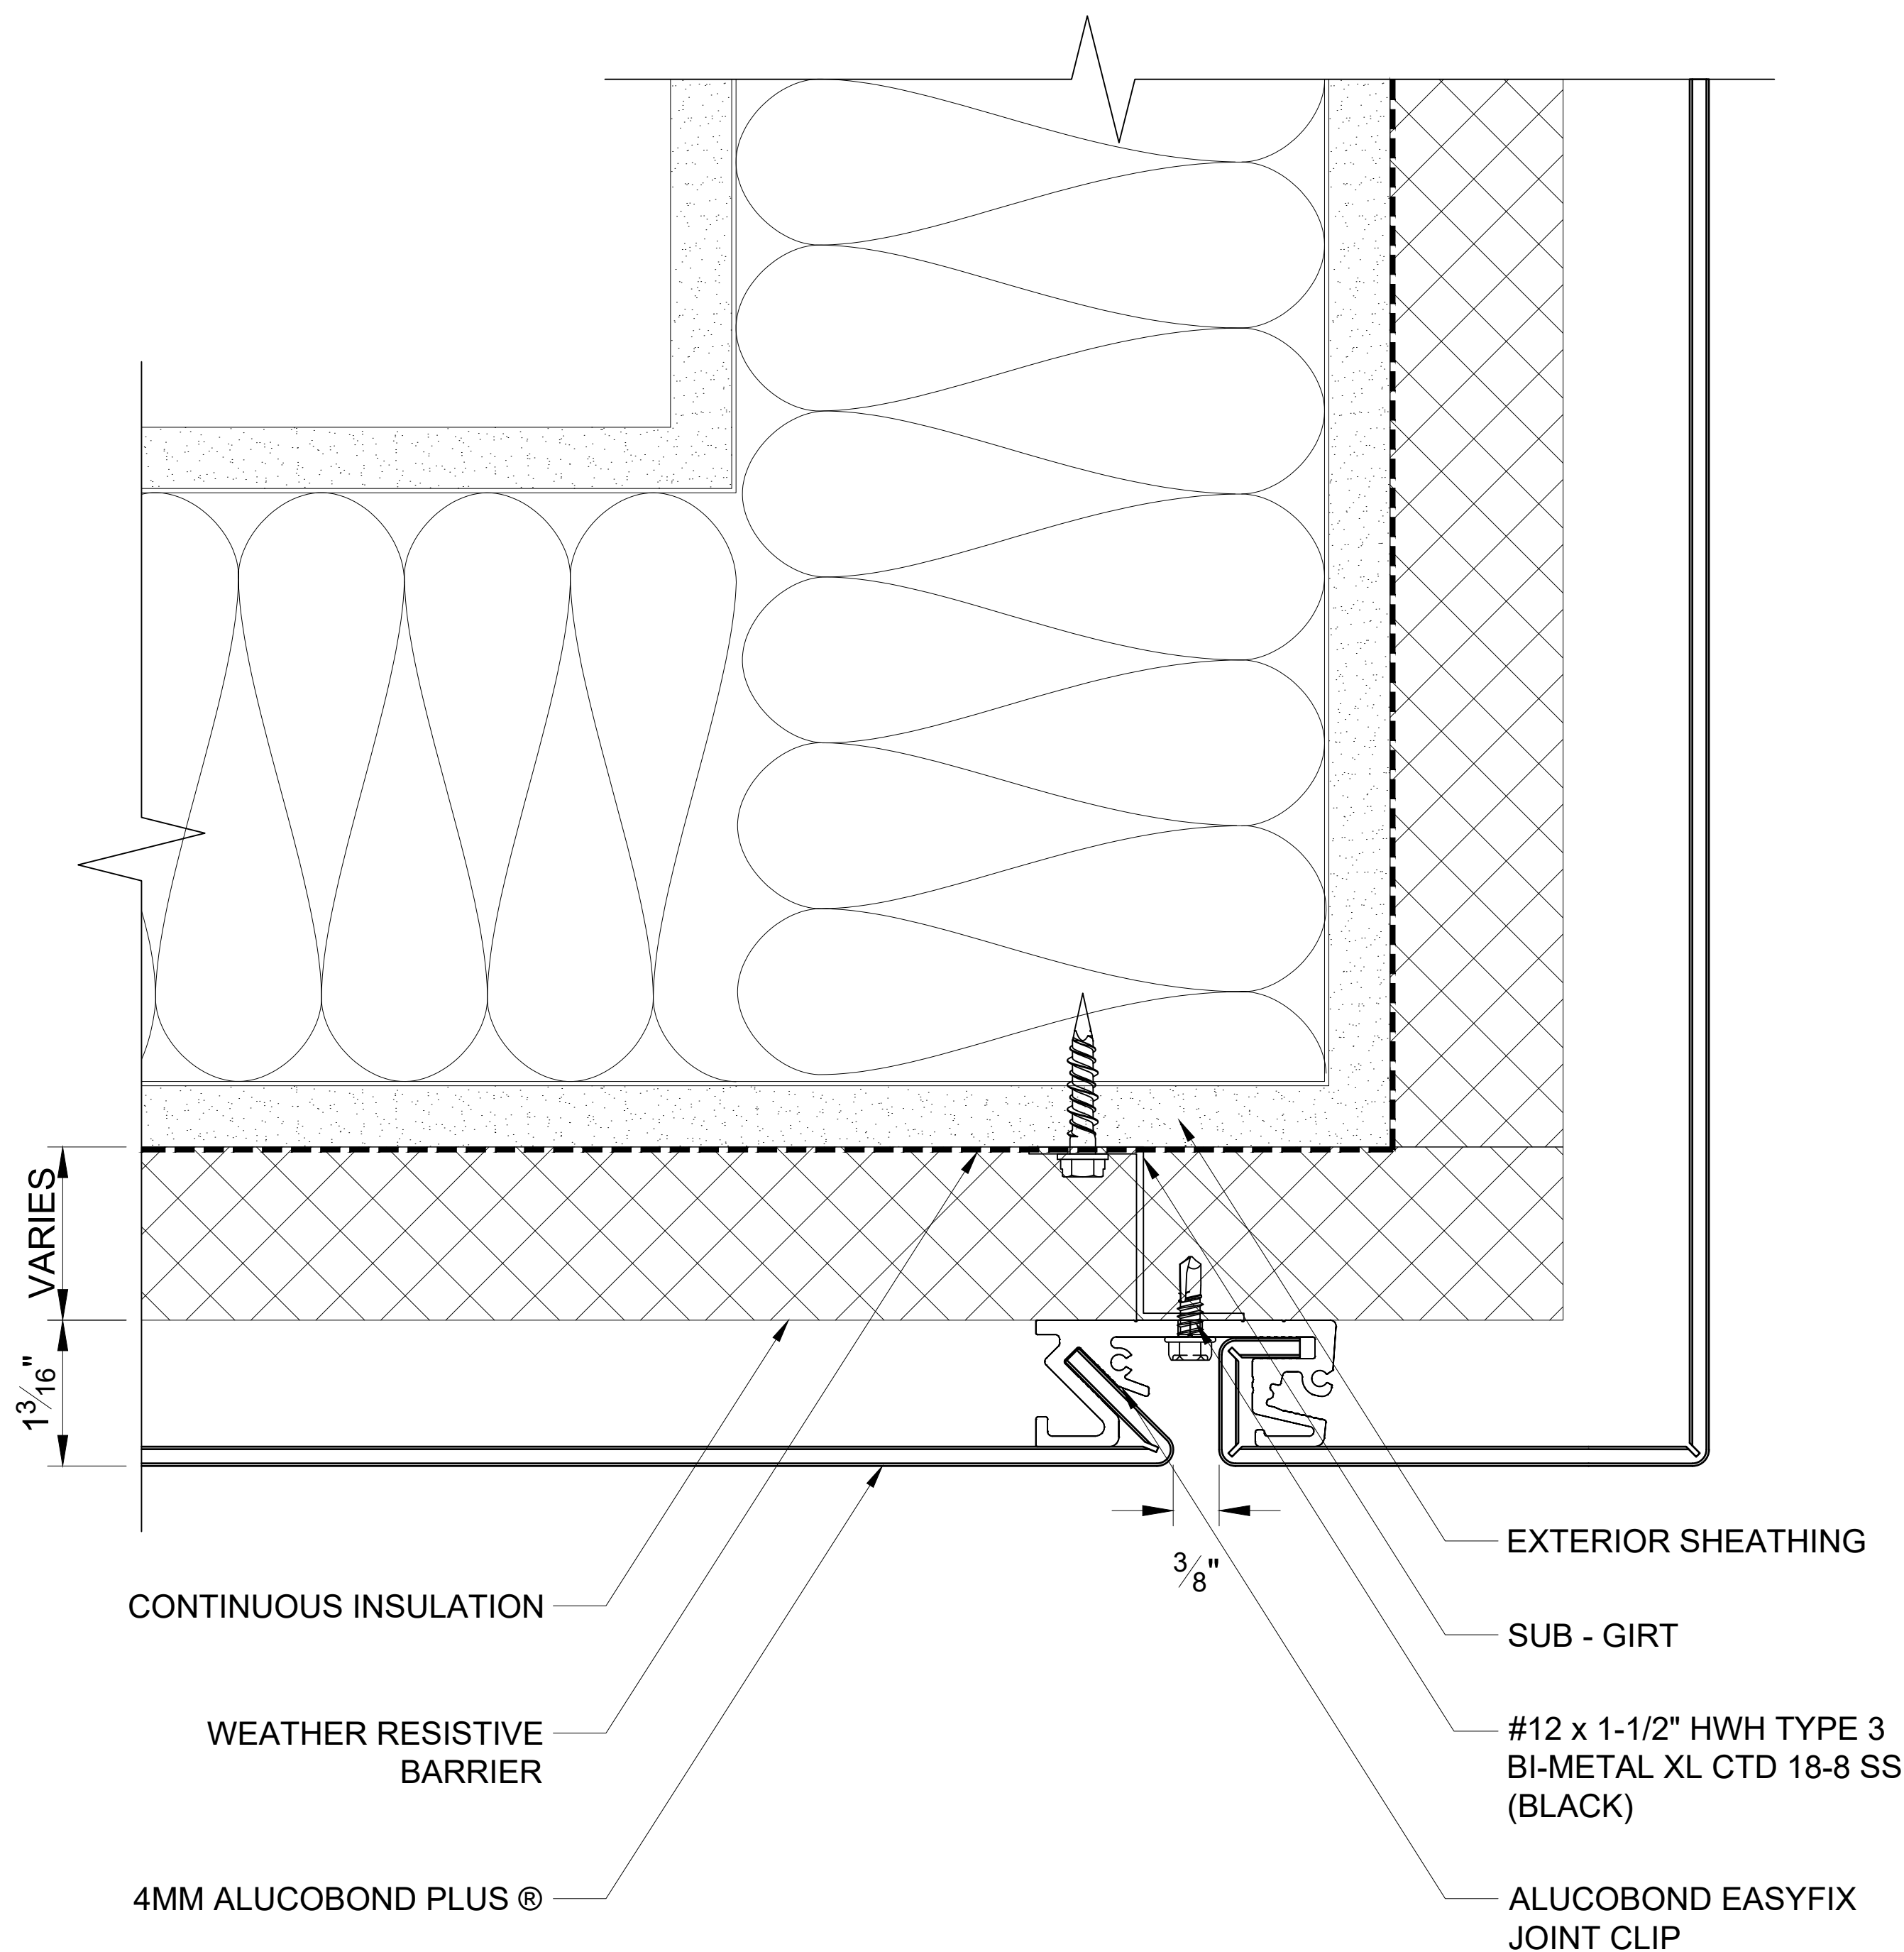 VARIES
1 3/16"
3/8"
CONTINUOUS INSULATION
WEATHER RESISTIVE
BARRIER
4MM ALUCOBOND PLUS ®
EXTERIOR SHEATHING
SUB - GIRT
#12 x 1-1/2" HWH TYPE 3
BI-METAL XL CTD 18-8 SS
(BLACK)
ALUCOBOND EASYFIX
JOINT CLIP